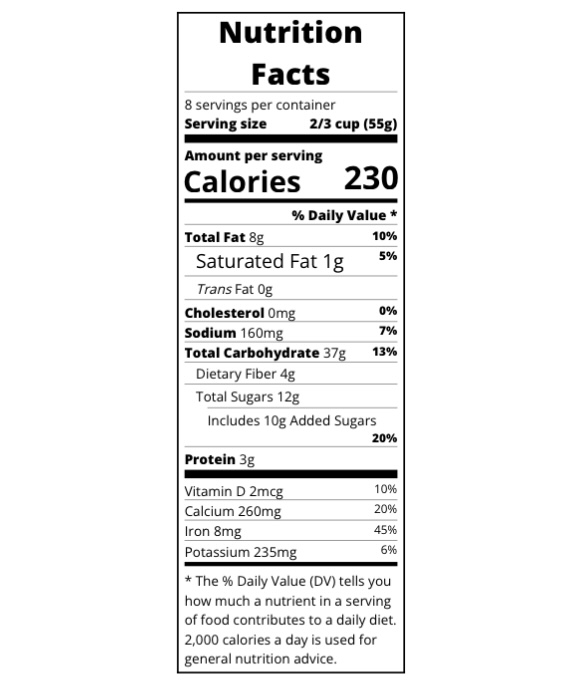 Nutrition
Facts
8 servings per container
Serving size 2/3 cup (55g)
Amount per serving
Calories 230
% Daily Value *
Total Fat 8g 10%
Saturated Fat 1g 5%
Trans Fat 0g
Cholesterol 0mg 0%
Sodium 160mg 7%
Total Carbohydrate 37g 13%
Dietary Fiber 4g
Total Sugars 12g
Includes 10g Added Sugars
20%
Protein 3g
Vitamin D 2mcg 10%
Calcium 260mg 20%
Iron 8mg 45%
Potassium 235mg 6%
* The % Daily Value (DV) tells you
how much a nutrient in a serving
of food contributes to a daily diet.
2,000 calories a day is used for
general nutrition advice.